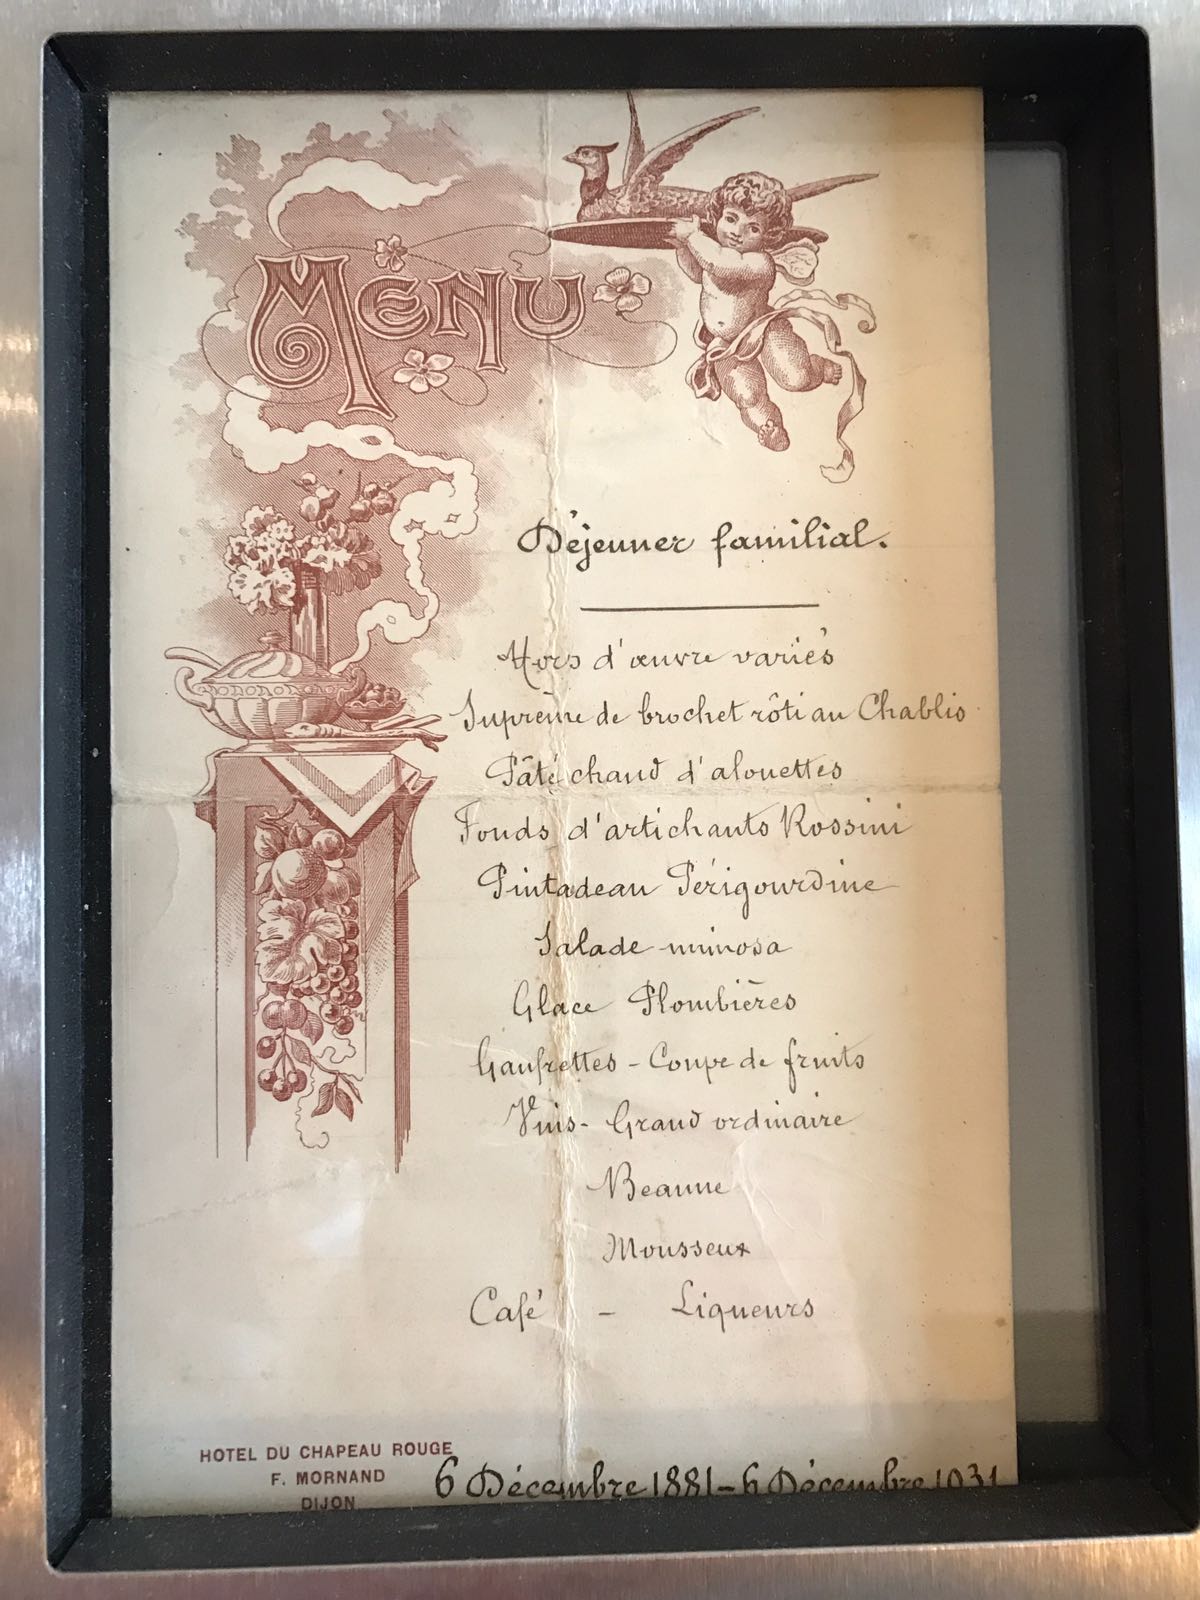 MENU
Déjeuner familial.
Hors d'œuvre variés
Suprême de brochet rôti au Chablis
Pâté chaud d'alouettes
Fonds d'artichauts Rossini
Pintadeau Périgourdine
Salade mimosa
Glace Plombières
Gaufrettes - Coupe de fruits
Vins - Grand ordinaire
Beaune
Mousseux
Café - Liqueurs
HOTEL DU CHAPEAU ROUGE
F. MORNAND
DIJON
6 Décembre 1881 - 6 Décembre 1931